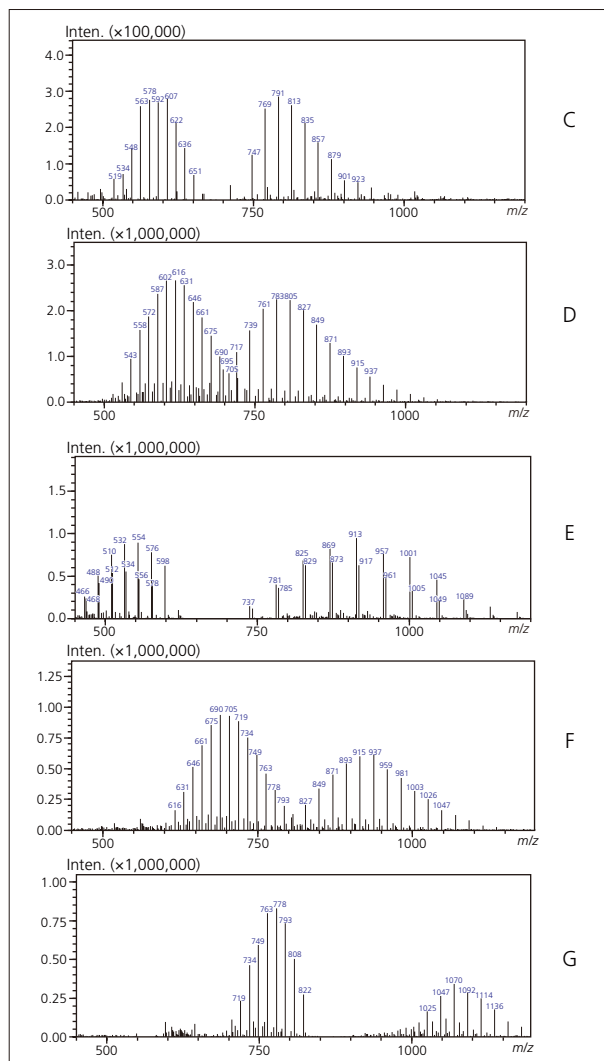 Inten. (×100,000)
4.0
3.0
2.0
1.0
0.0
519 534 548 563 578 592 607 622 636 651 747 769 791 813 835 857 879 901 923
500 750 1000 m/z
C
Inten. (×1,000,000)
3.0
2.0
1.0
0.0
543 558 572 587 602 616 631 646 661 675 690 695 705 717 739 761 783 805 827 849 871 893 915 937
500 750 1000 m/z
D
Inten. (×1,000,000)
1.5
1.0
0.5
0.0
466 468 488 490 510 512 532 534 554 556 576 578 598 737 781 785 825 829 869 873 913 917 957 961 1001 1005 1045 1049 1089
500 750 1000 m/z
E
Inten. (×1,000,000)
1.25
1.00
0.75
0.50
0.25
0.00
616 631 646 661 675 690 705 719 734 749 763 778 793 827 849 871 893 915 937 959 981 1003 1026 1047
500 750 1000 m/z
F
Inten. (×1,000,000)
1.00
0.75
0.50
0.25
0.00
719 734 749 763 778 793 808 822 1025 1047 1070 1092 1114 1136
500 750 1000 m/z
G